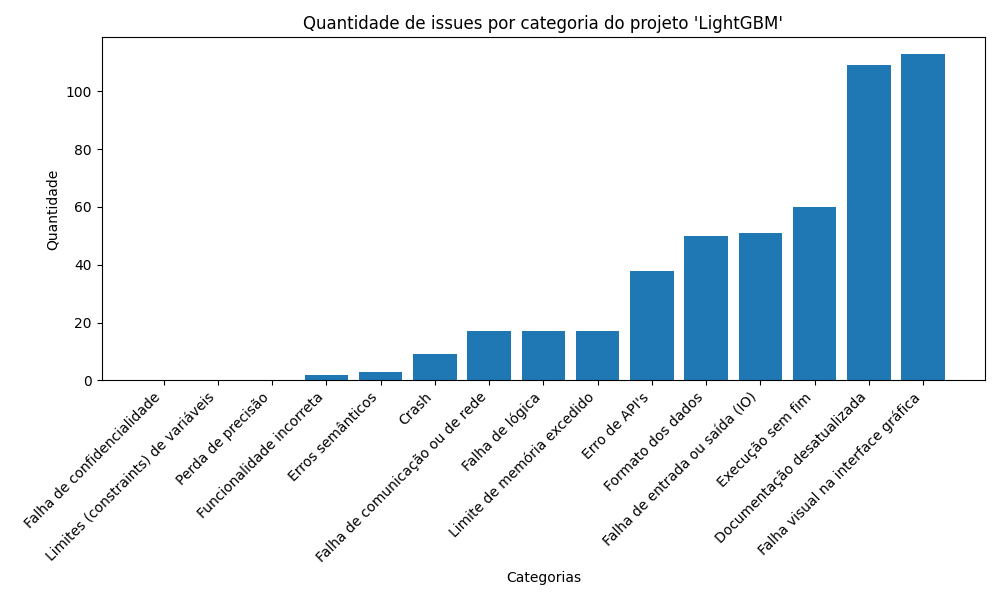 Quantidade de issues por categoria do projeto 'LightGBM'
Quantidade
100
80
60
40
20
0
Falha de confidencialidade
Limites (constraints) de variáveis
Perda de precisão
Funcionalidade incorreta
Erros semânticos
Crash
Falha de comunicação ou de rede
Falha de lógica
Limite de memória excedido
Erro de API's
Formato dos dados
Falha de entrada ou saída (IO)
Execução sem fim
Documentação desatualizada
Falha visual na interface gráfica
Categorias